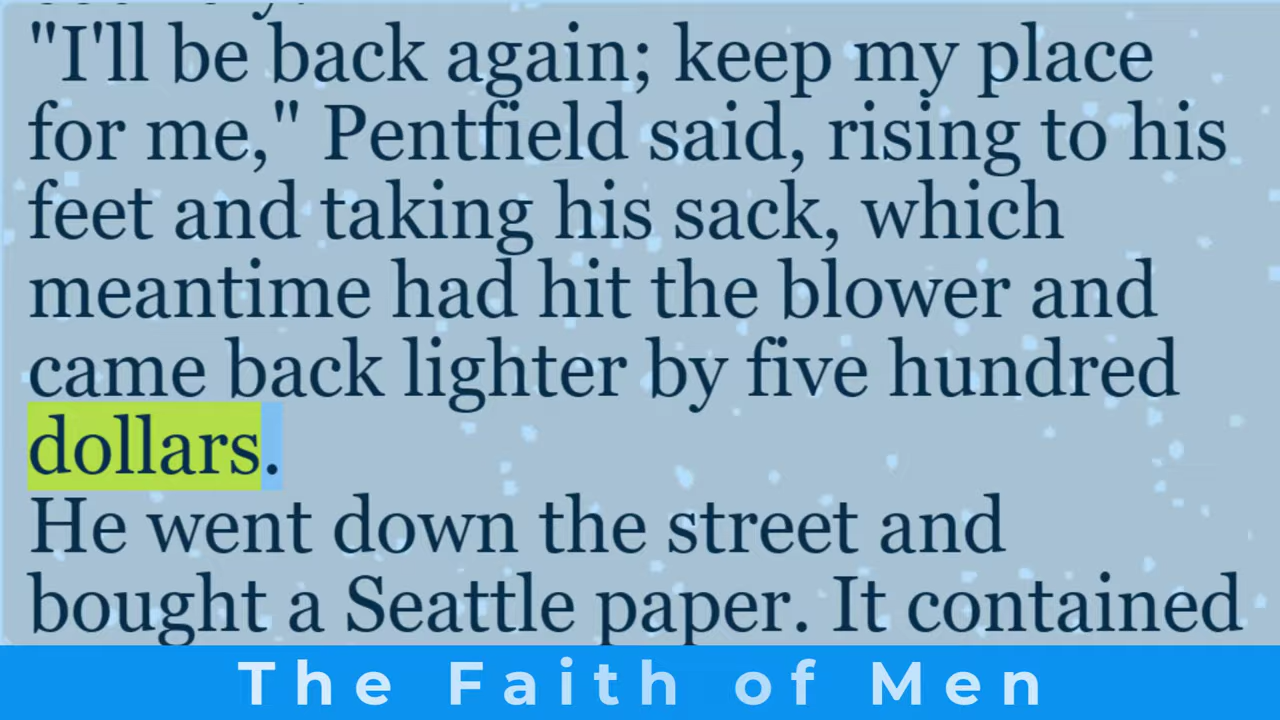 "I'll be back again; keep my place
for me," Pentfield said, rising to his
feet and taking his sack, which
meantime had hit the blower and
came back lighter by five hundred
dollars.
He went down the street and
bought a Seattle paper. It contained
The Faith of Men